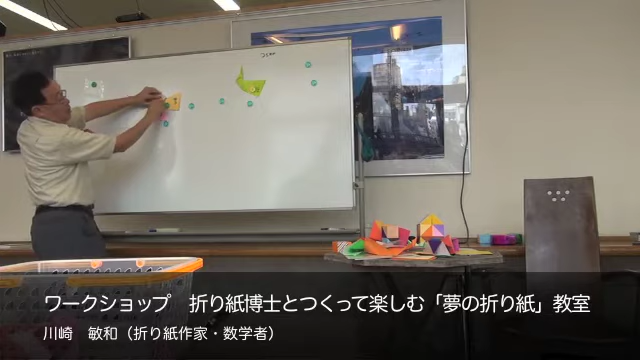 ワークショップ　折り紙博士とつくって楽しむ「夢の折り紙」教室
川崎　敏和（折り紙作家・数学者）